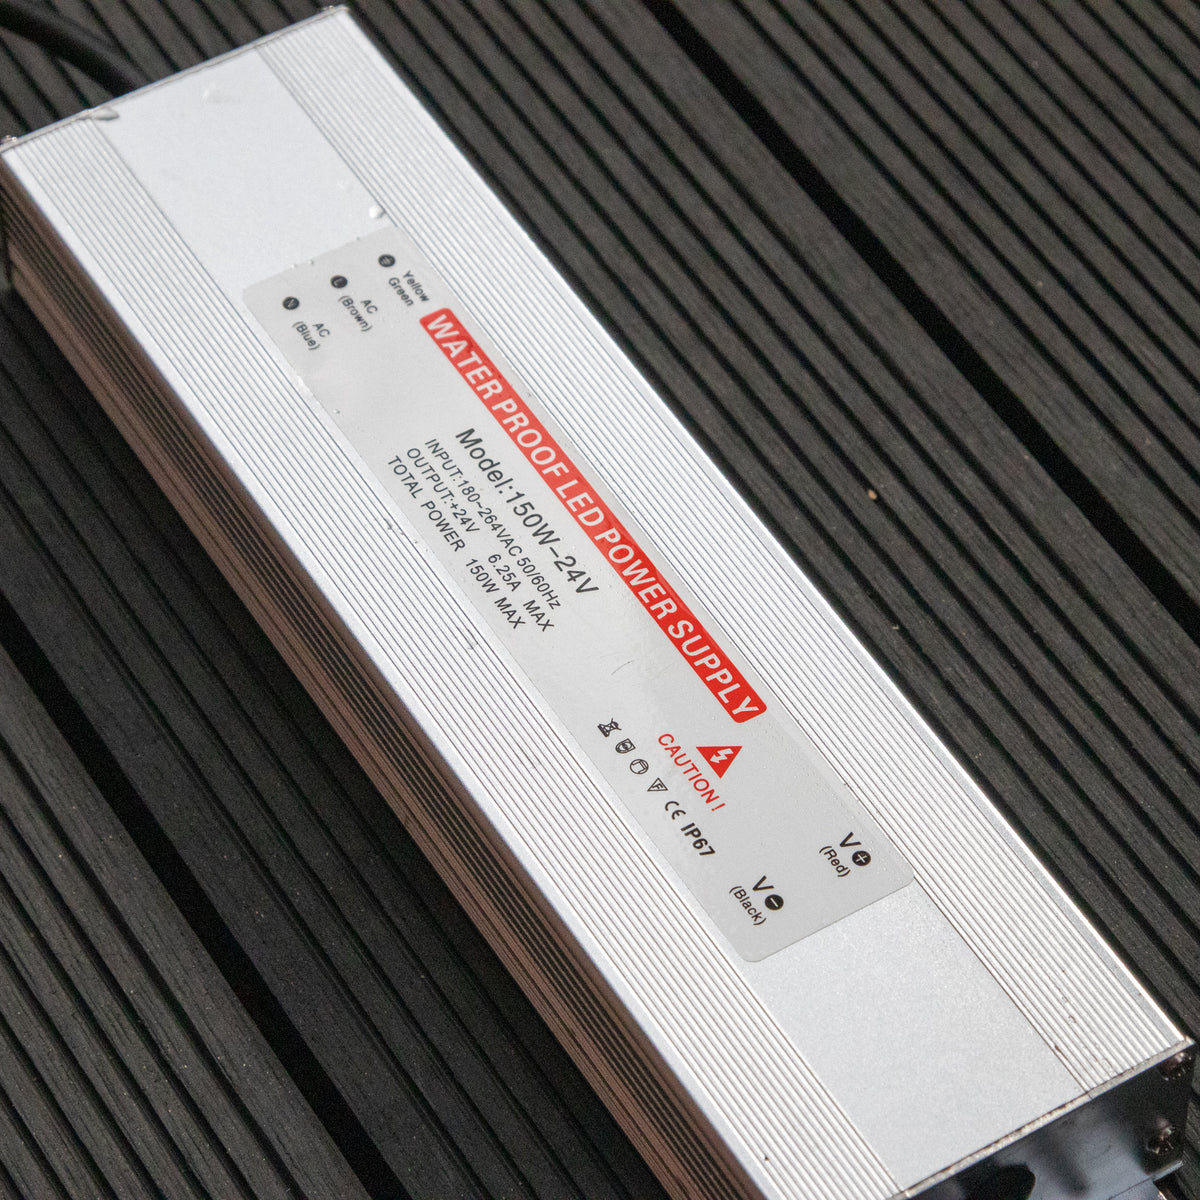 Yellow
Green
L AC
(Brown)
N AC
(Blue)
WATER PROOF LED POWER SUPPLY
Model:150W-24V
INPUT:180~264VAC 50/60Hz
OUTPUT:+24V 6.25A MAX
TOTAL POWER 150W MAX
CAUTION!
F CE IP67
V+
(Red)
V-
(Black)